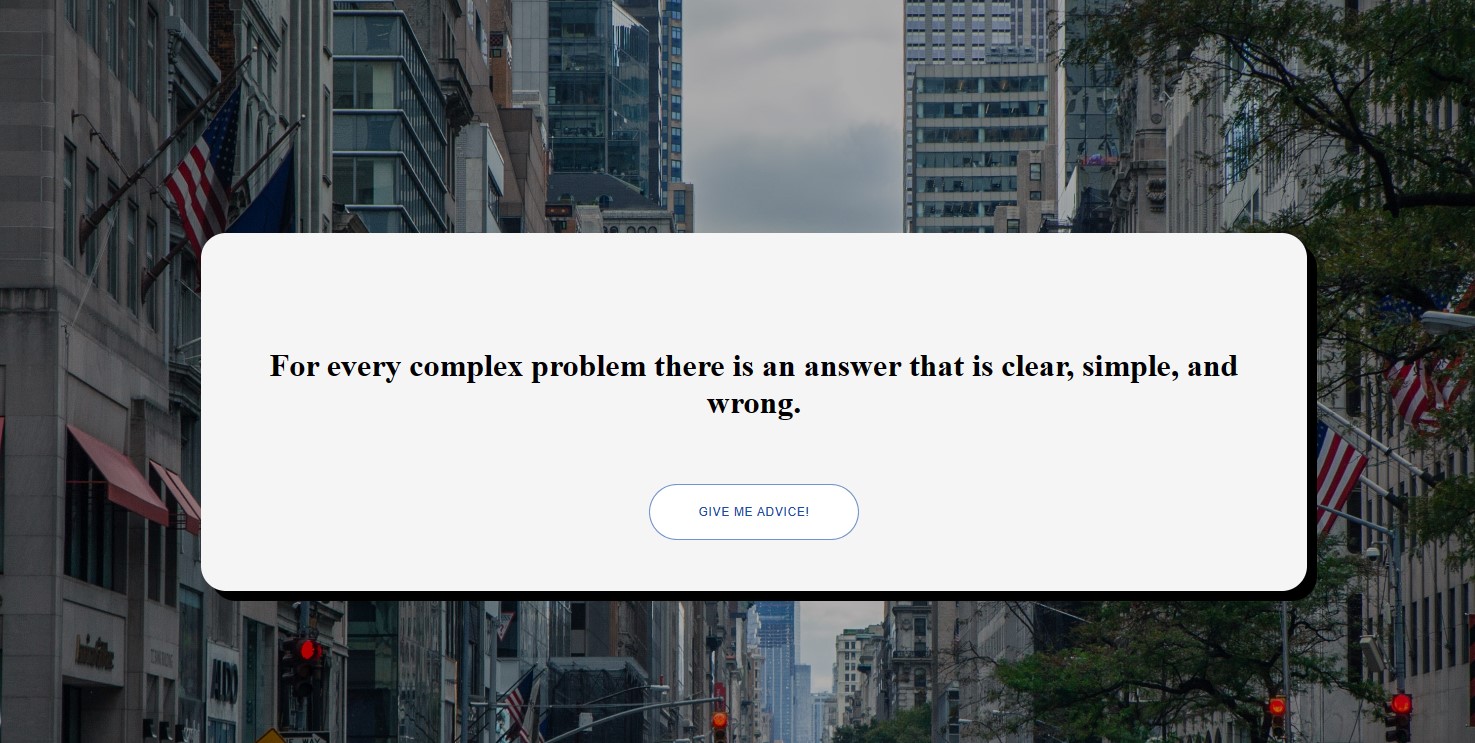 For every complex problem there is an answer that is clear, simple, and
wrong.
GIVE ME ADVICE!
ALDO